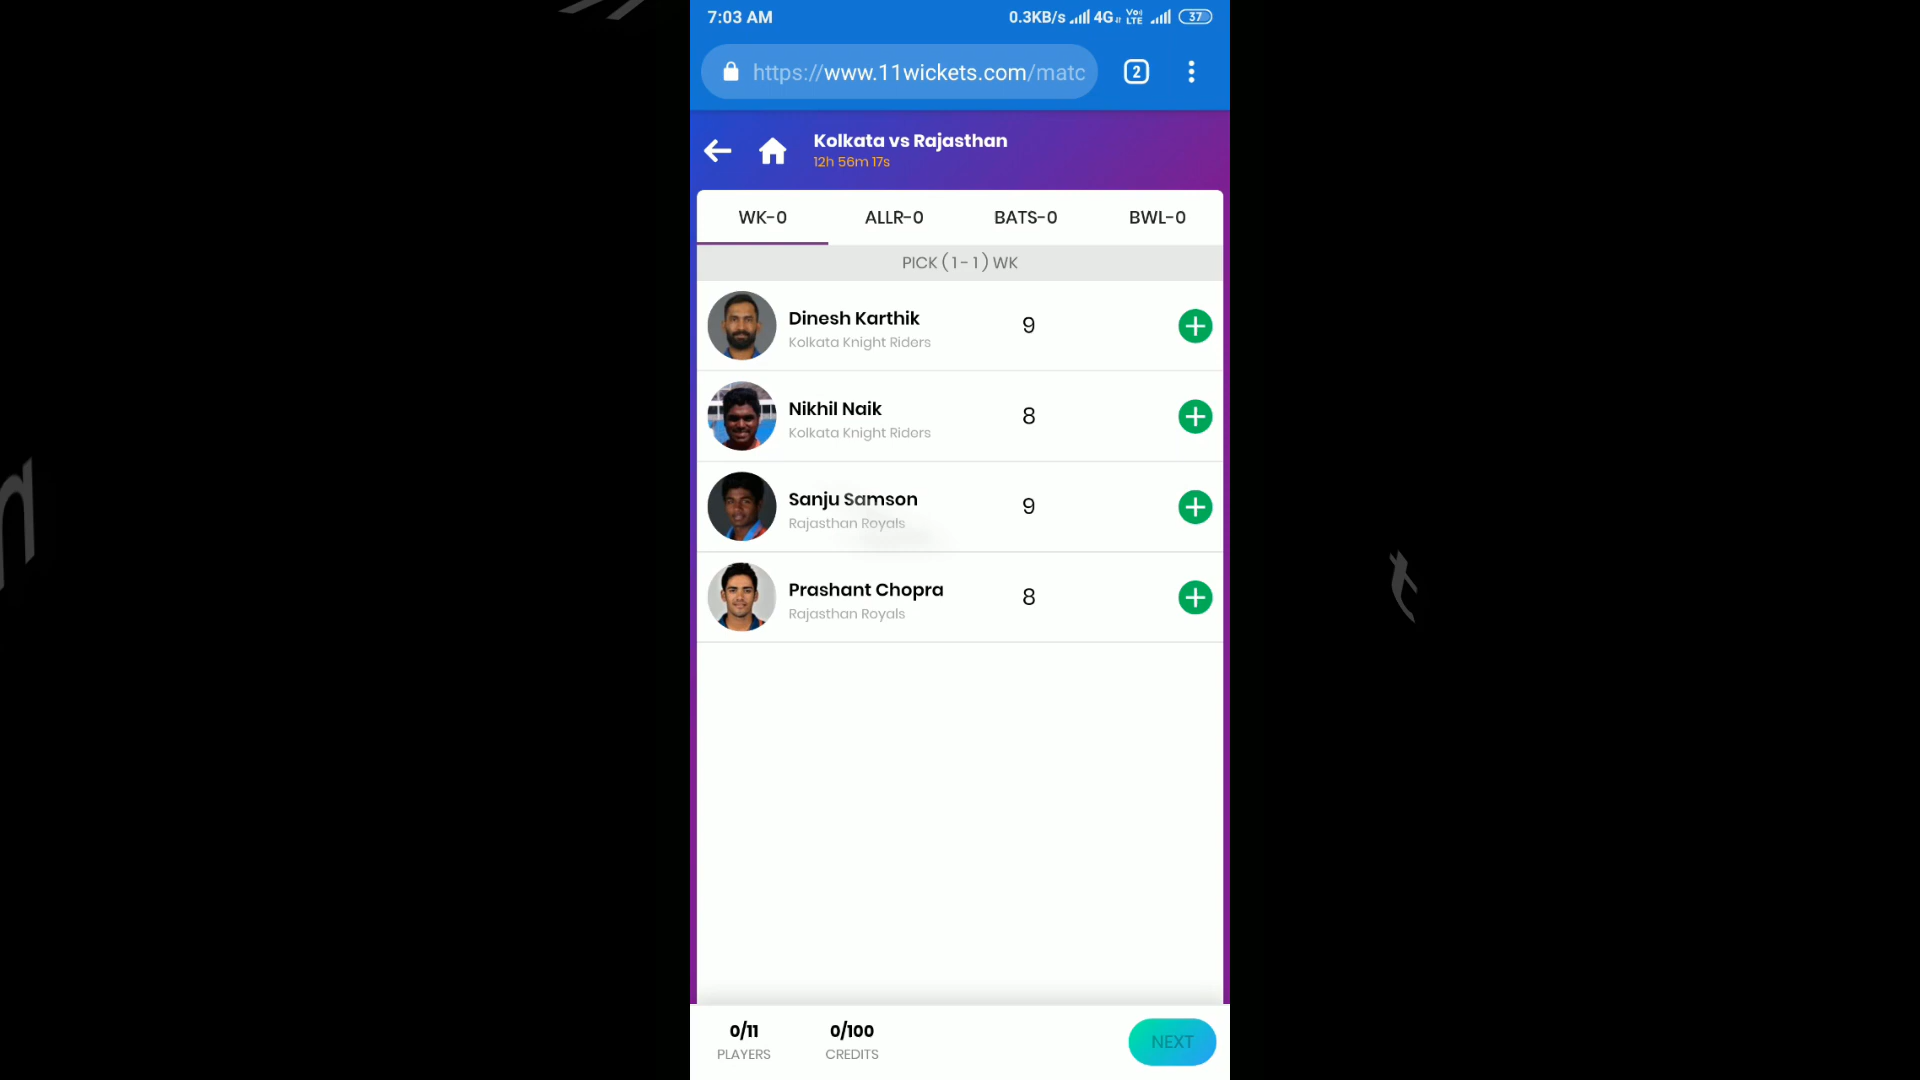 7:03 AM
0.3KB/s 4G Vo) LTE 37
https://www.11wickets.com/matc
2
Kolkata vs Rajasthan
12h 56m 17s
WK-0 ALLR-0 BATS-0 BWL-0
PICK ( 1 - 1 ) WK
Dinesh Karthik 9
Kolkata Knight Riders
Nikhil Naik 8
Kolkata Knight Riders
Sanju Samson 9
Rajasthan Royals
Prashant Chopra 8
Rajasthan Royals
0/11 0/100
PLAYERS CREDITS
NEXT